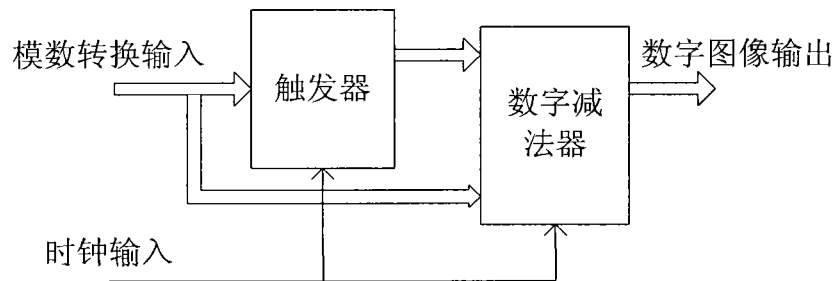 模数转换输入
触发器
数字减
法器
数字图像输出
时钟输入